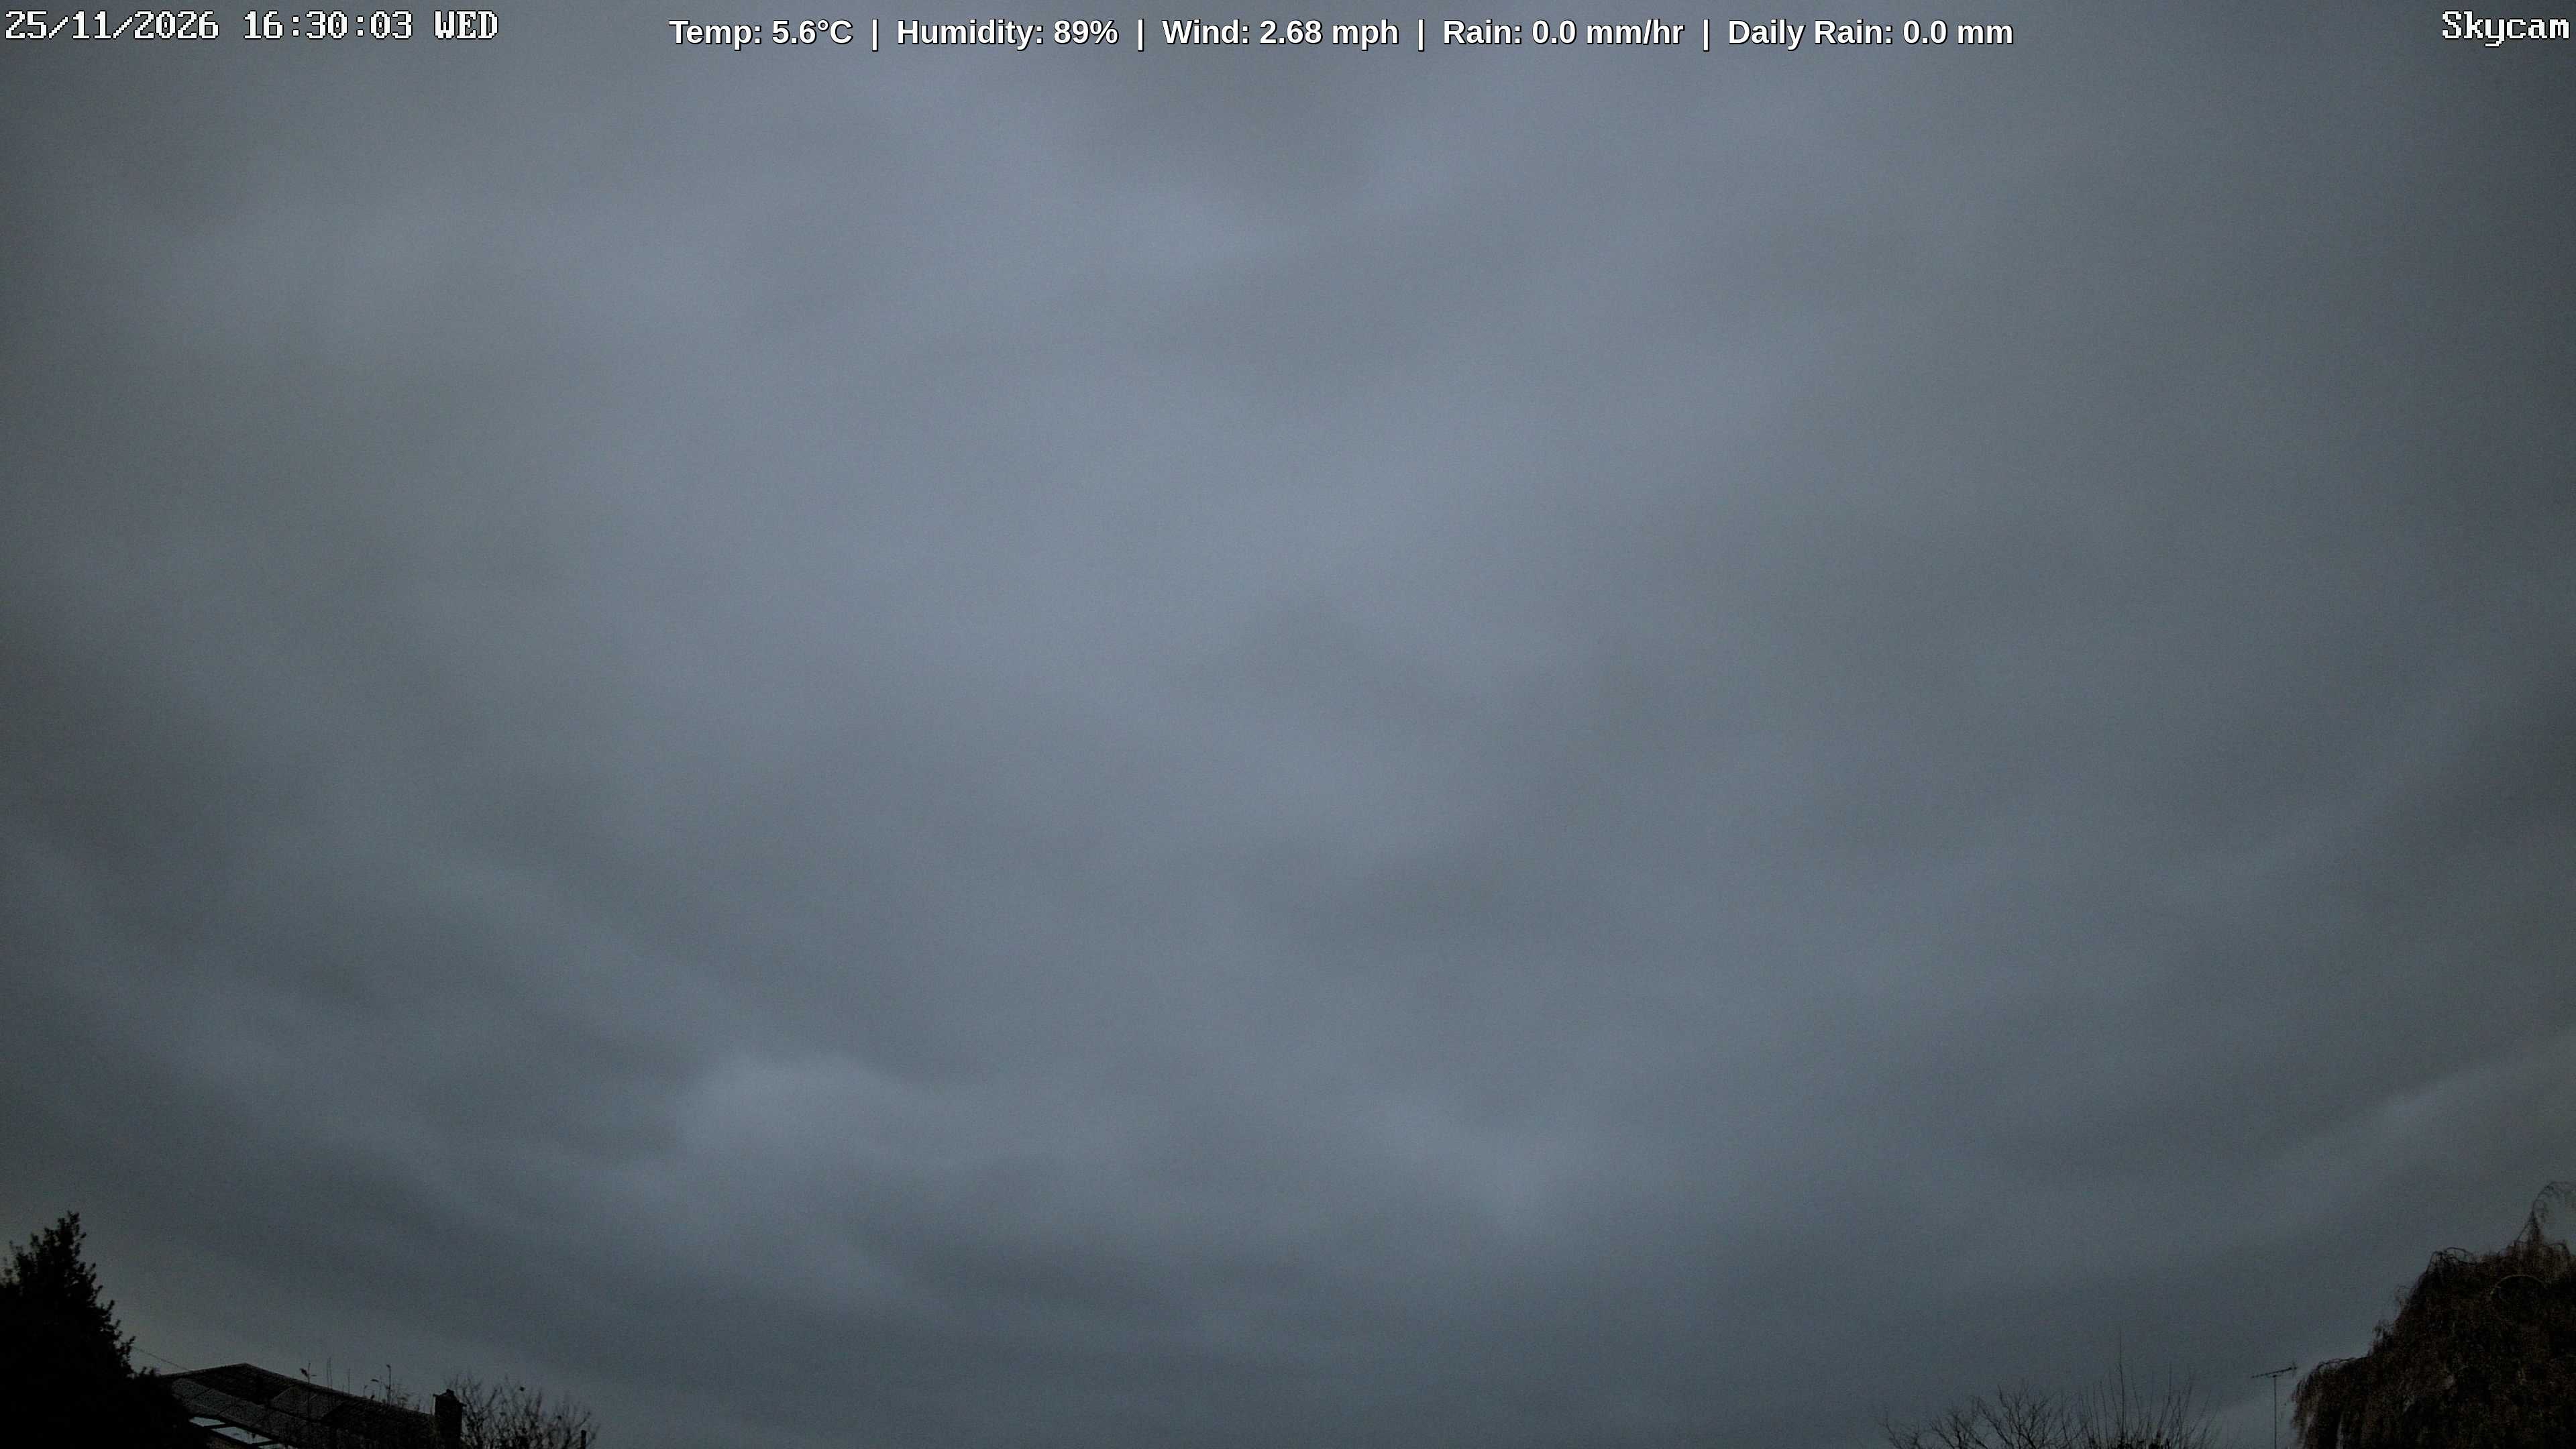 25/11/2026 16:30:03 WED
Temp: 5.6°C | Humidity: 89% | Wind: 2.68 mph | Rain: 0.0 mm/hr | Daily Rain: 0.0 mm
Skycam